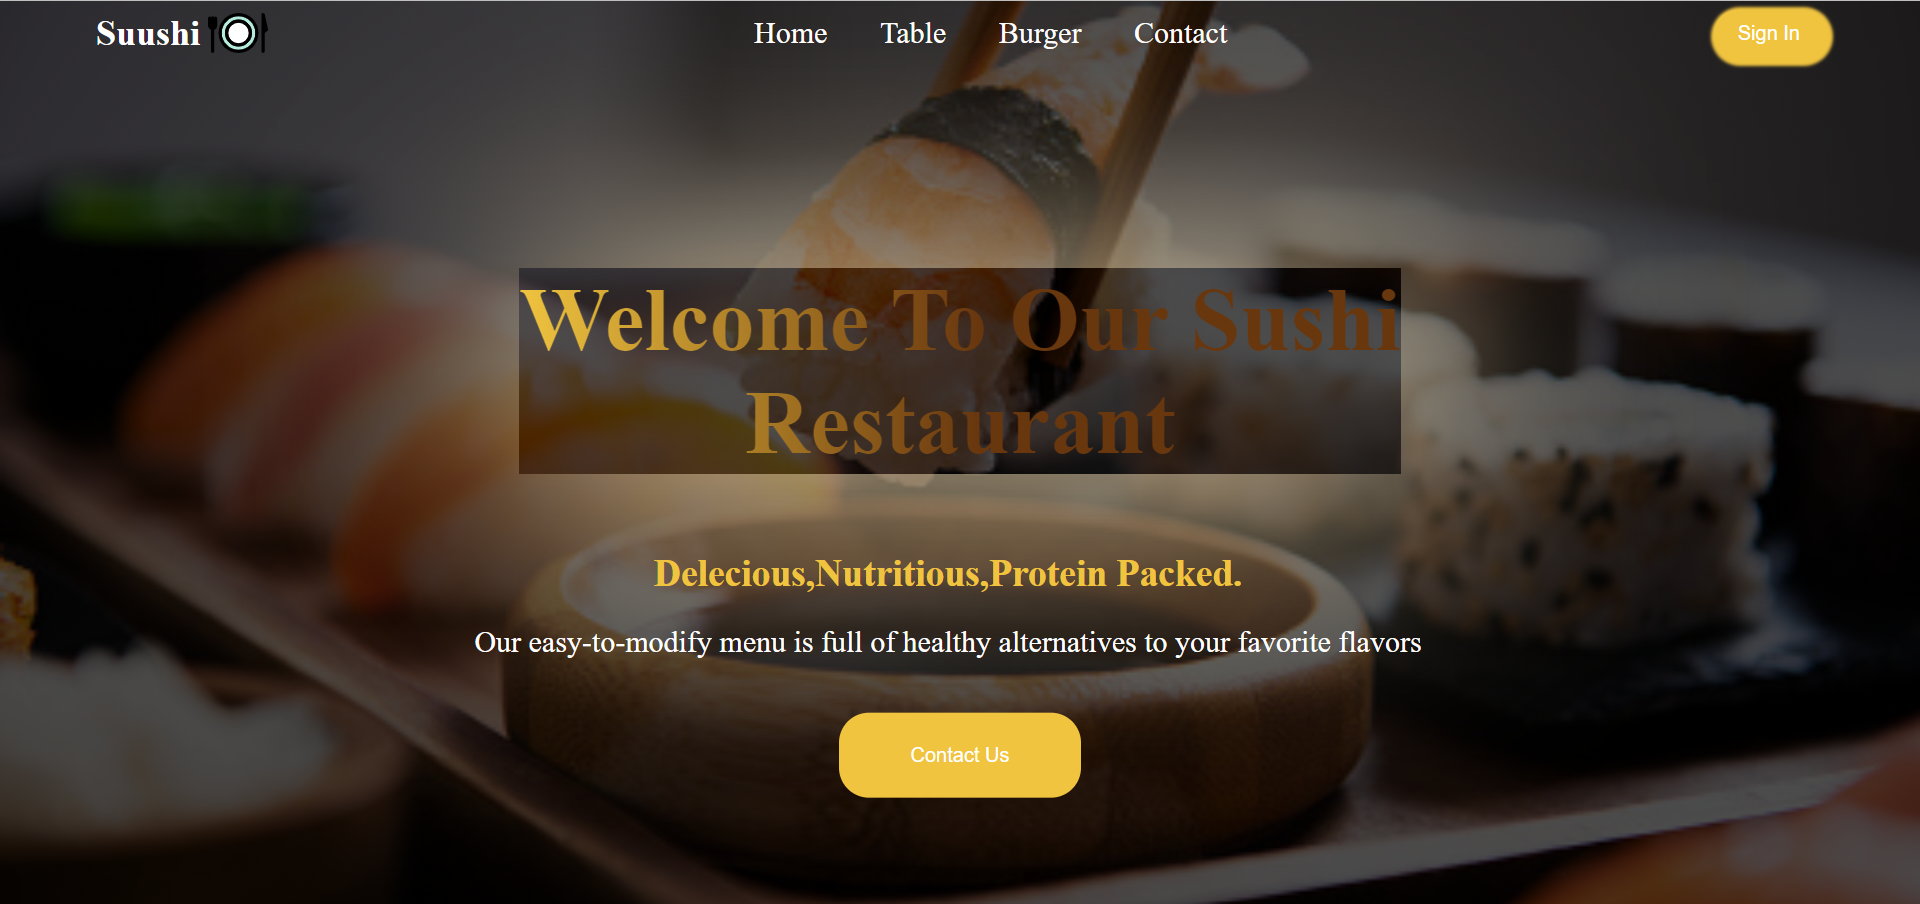 Suushi
Home
Table
Burger
Contact
Sign In
Welcome To Our Sushi
Restaurant
Delecious,Nutritious,Protein Packed.
Our easy-to-modify menu is full of healthy alternatives to your favorite flavors
Contact Us